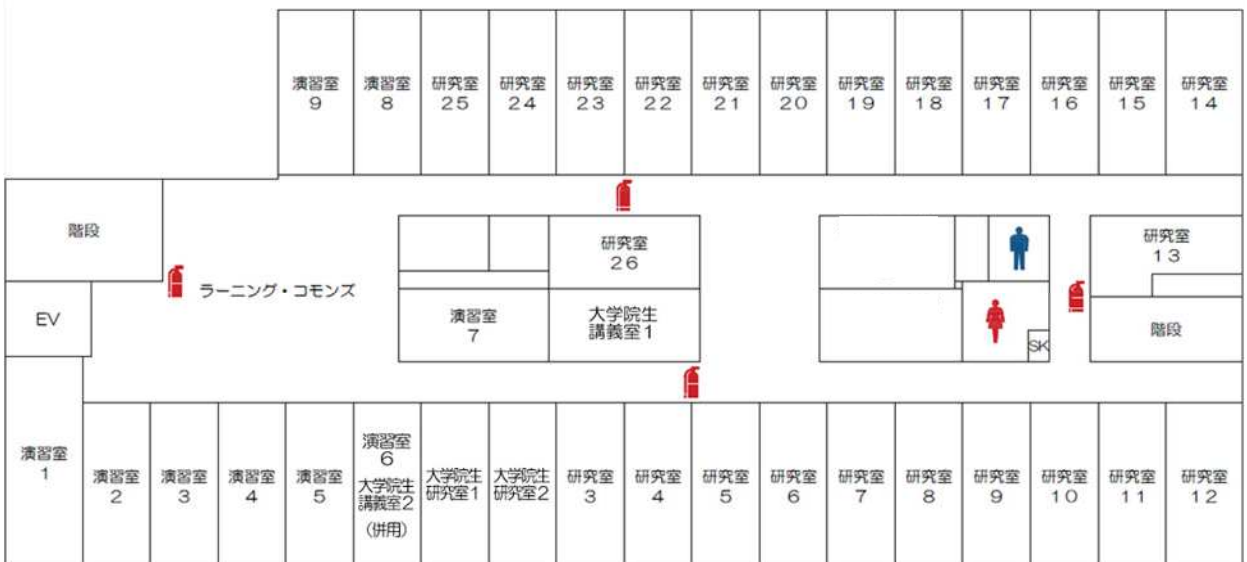 演習室
9
演習室
8
研究室
25
研究室
24
研究室
23
研究室
22
研究室
21
研究室
20
研究室
19
研究室
18
研究室
17
研究室
16
研究室
15
研究室
14
階段
研究室
26
研究室
13
ラーニング・コモンズ
EV
演習室
7
大学院生
講義室1
階段
SK
演習室
1
演習室
2
演習室
3
演習室
4
演習室
5
演習室
6
大学院生
講義室2
(併用)
大学院生
研究室1
大学院生
研究室2
研究室
3
研究室
4
研究室
5
研究室
6
研究室
7
研究室
8
研究室
9
研究室
10
研究室
11
研究室
12